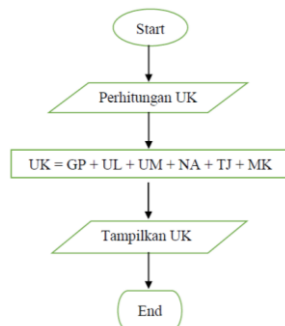 Start
Perhitungan UK
UK = GP + UL + UM + NA + TJ + MK
Tampilkan UK
End